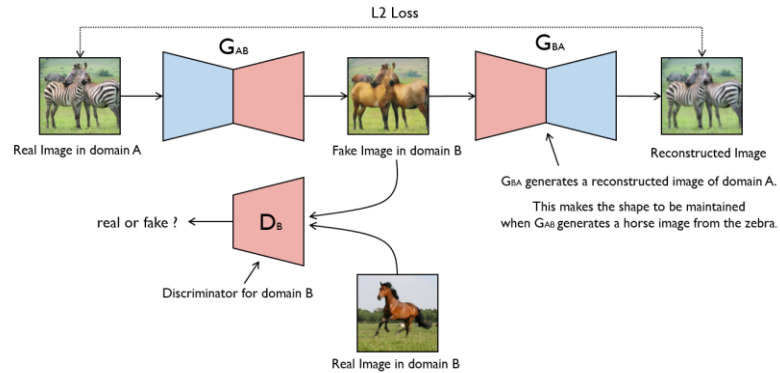 L2 Loss
GAB
GBA
Real Image in domain A
Fake Image in domain B
Reconstructed Image
GBA generates a reconstructed image of domain A.
This makes the shape to be maintained
when GAB generates a horse image from the zebra.
real or fake ?
DB
Discriminator for domain B
Real Image in domain B